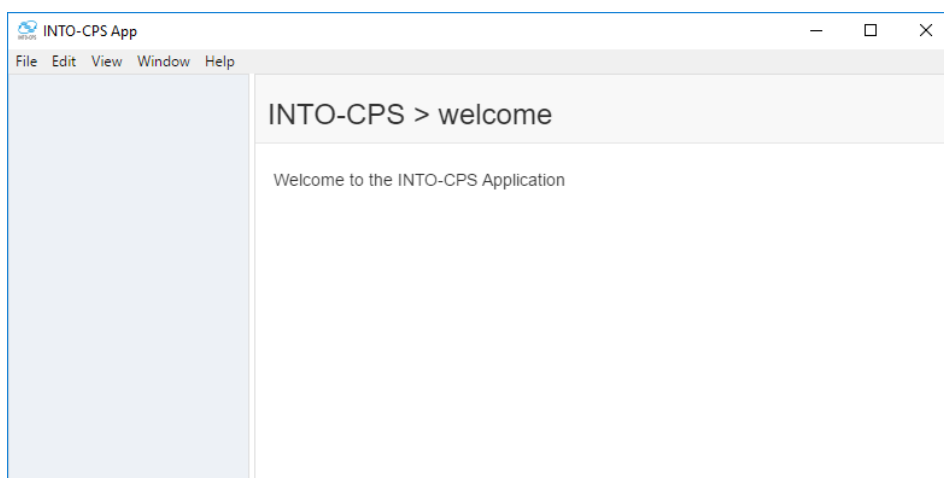 INTO-CPS App
File Edit View Window Help
INTO-CPS > welcome
Welcome to the INTO-CPS Application